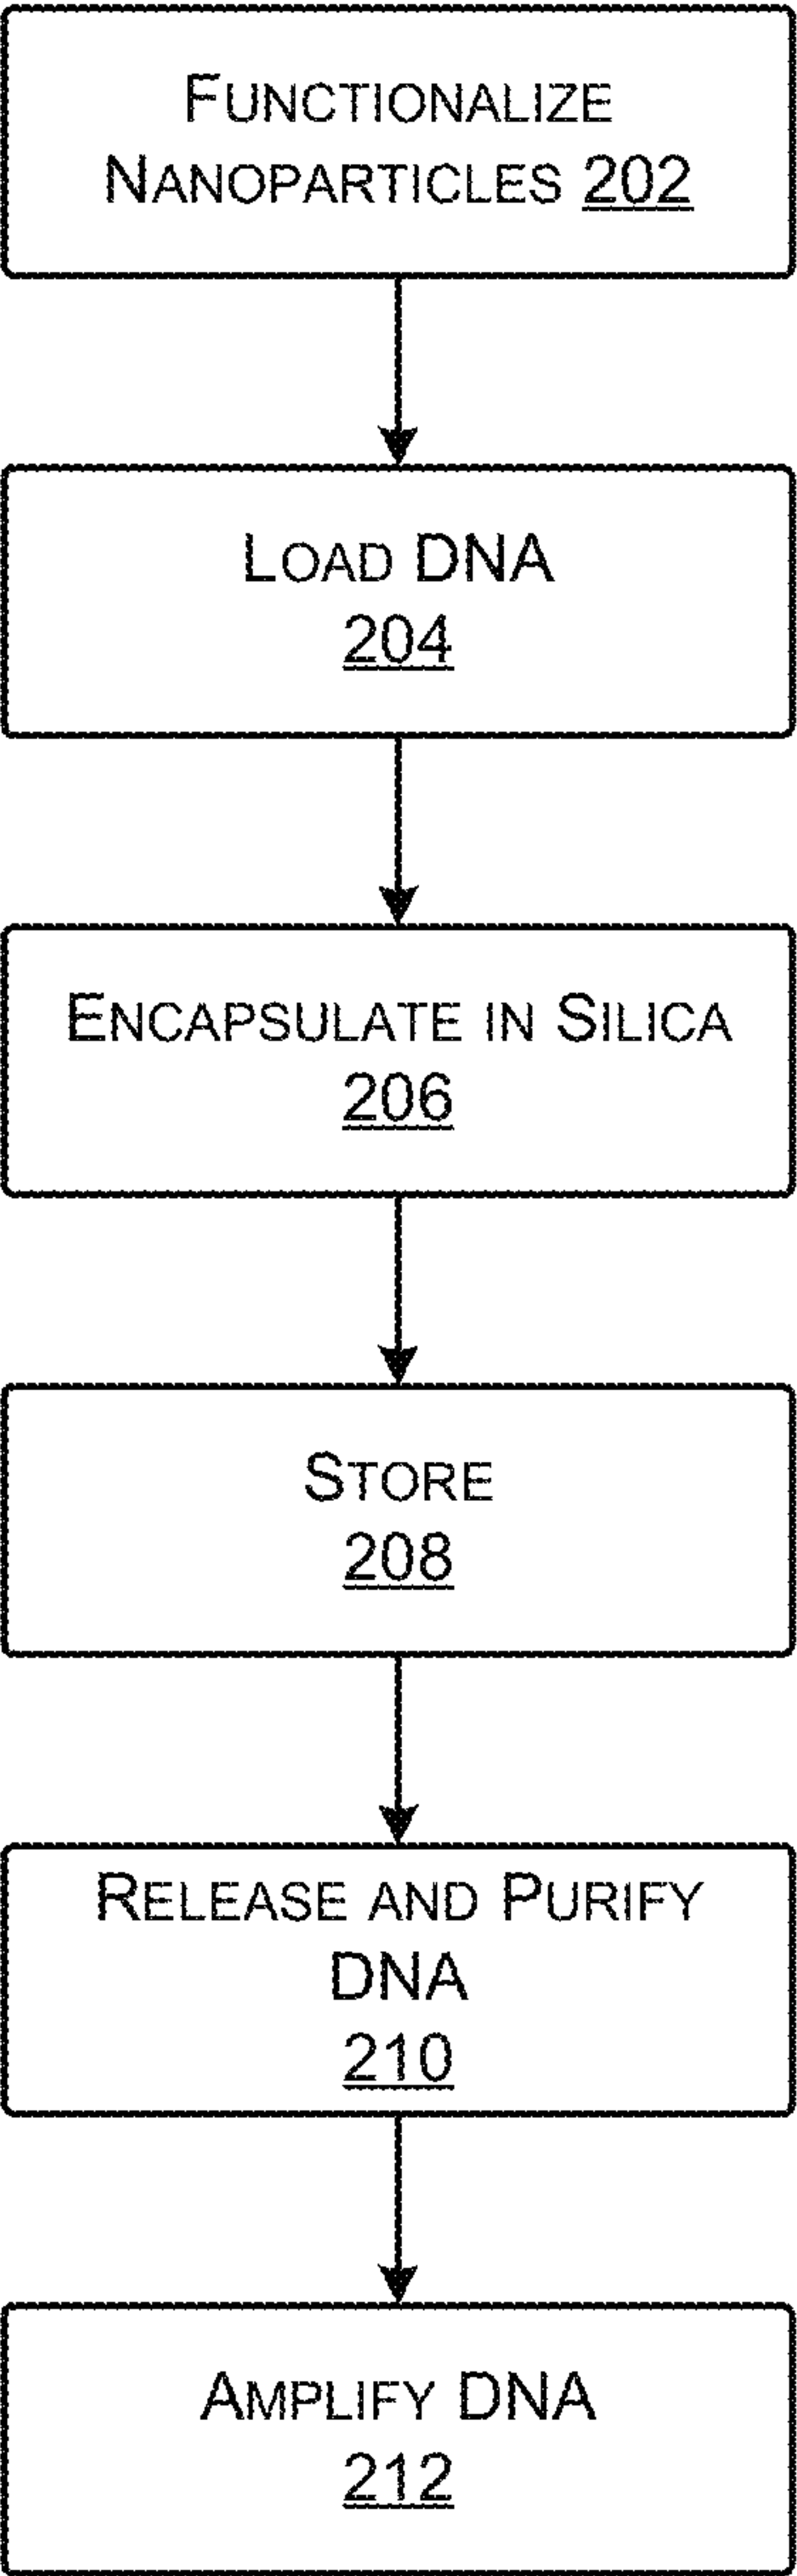 FUNCTIONALIZE
NANOPARTICLES 202
LOAD DNA
204
ENCAPSULATE IN SILICA
206
STORE
208
RELEASE AND PURIFY
DNA
210
AMPLIFY DNA
212